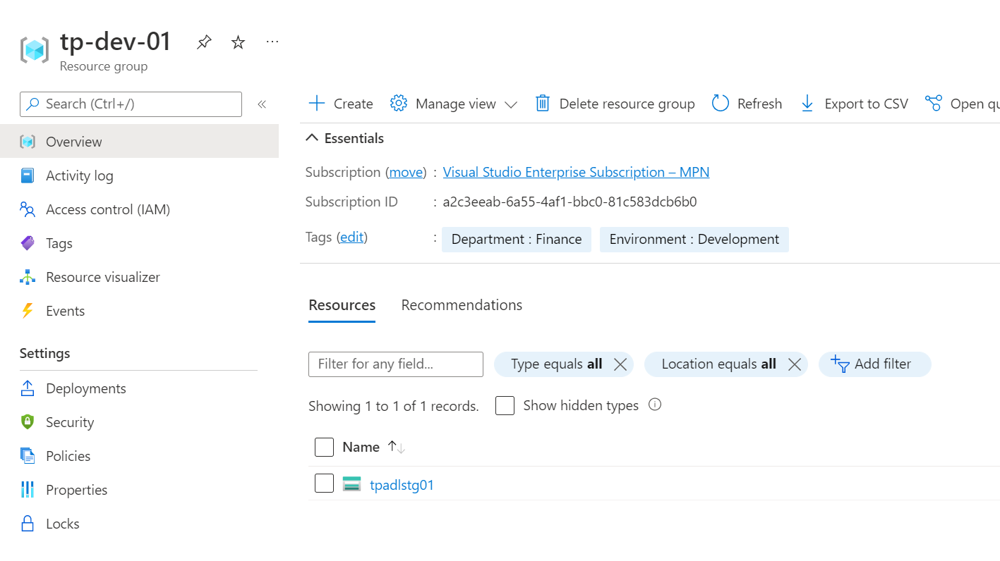 tp-dev-01
Resource group
Search (Ctrl+/)
Overview
Activity log
Access control (IAM)
Tags
Resource visualizer
Events
Settings
Deployments
Security
Policies
Properties
Locks
Create Manage view Delete resource group Refresh Export to CSV Open qu
Essentials
Subscription (move) : Visual Studio Enterprise Subscription – MPN
Subscription ID : a2c3eeab-6a55-4af1-bbc0-81c583dcb6b0
Tags (edit) : Department : Finance Environment : Development
Resources Recommendations
Filter for any field... Type equals all Location equals all Add filter
Showing 1 to 1 of 1 records. Show hidden types
Name
tpadlstg01